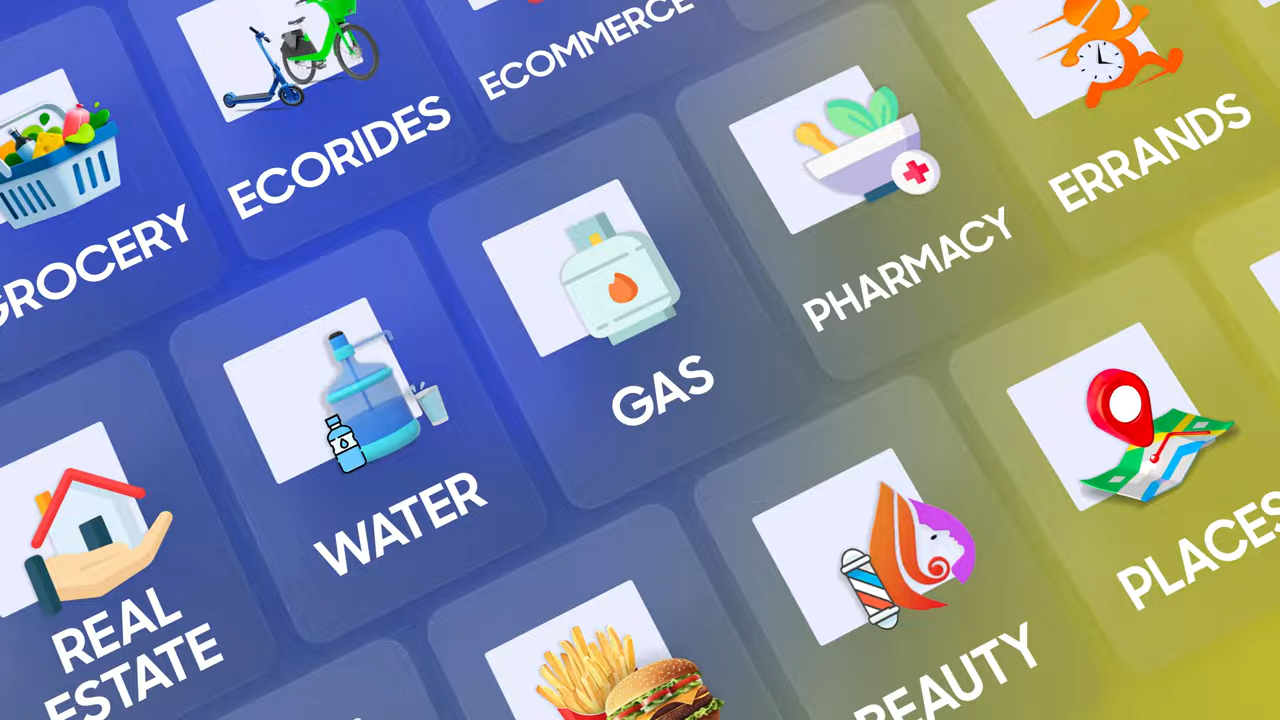 ECOMMERCE
ECORIDES
ERRANDS
GROCERY
PHARMACY
GAS
WATER
PLACES
REAL
ESTATE
BEAUTY